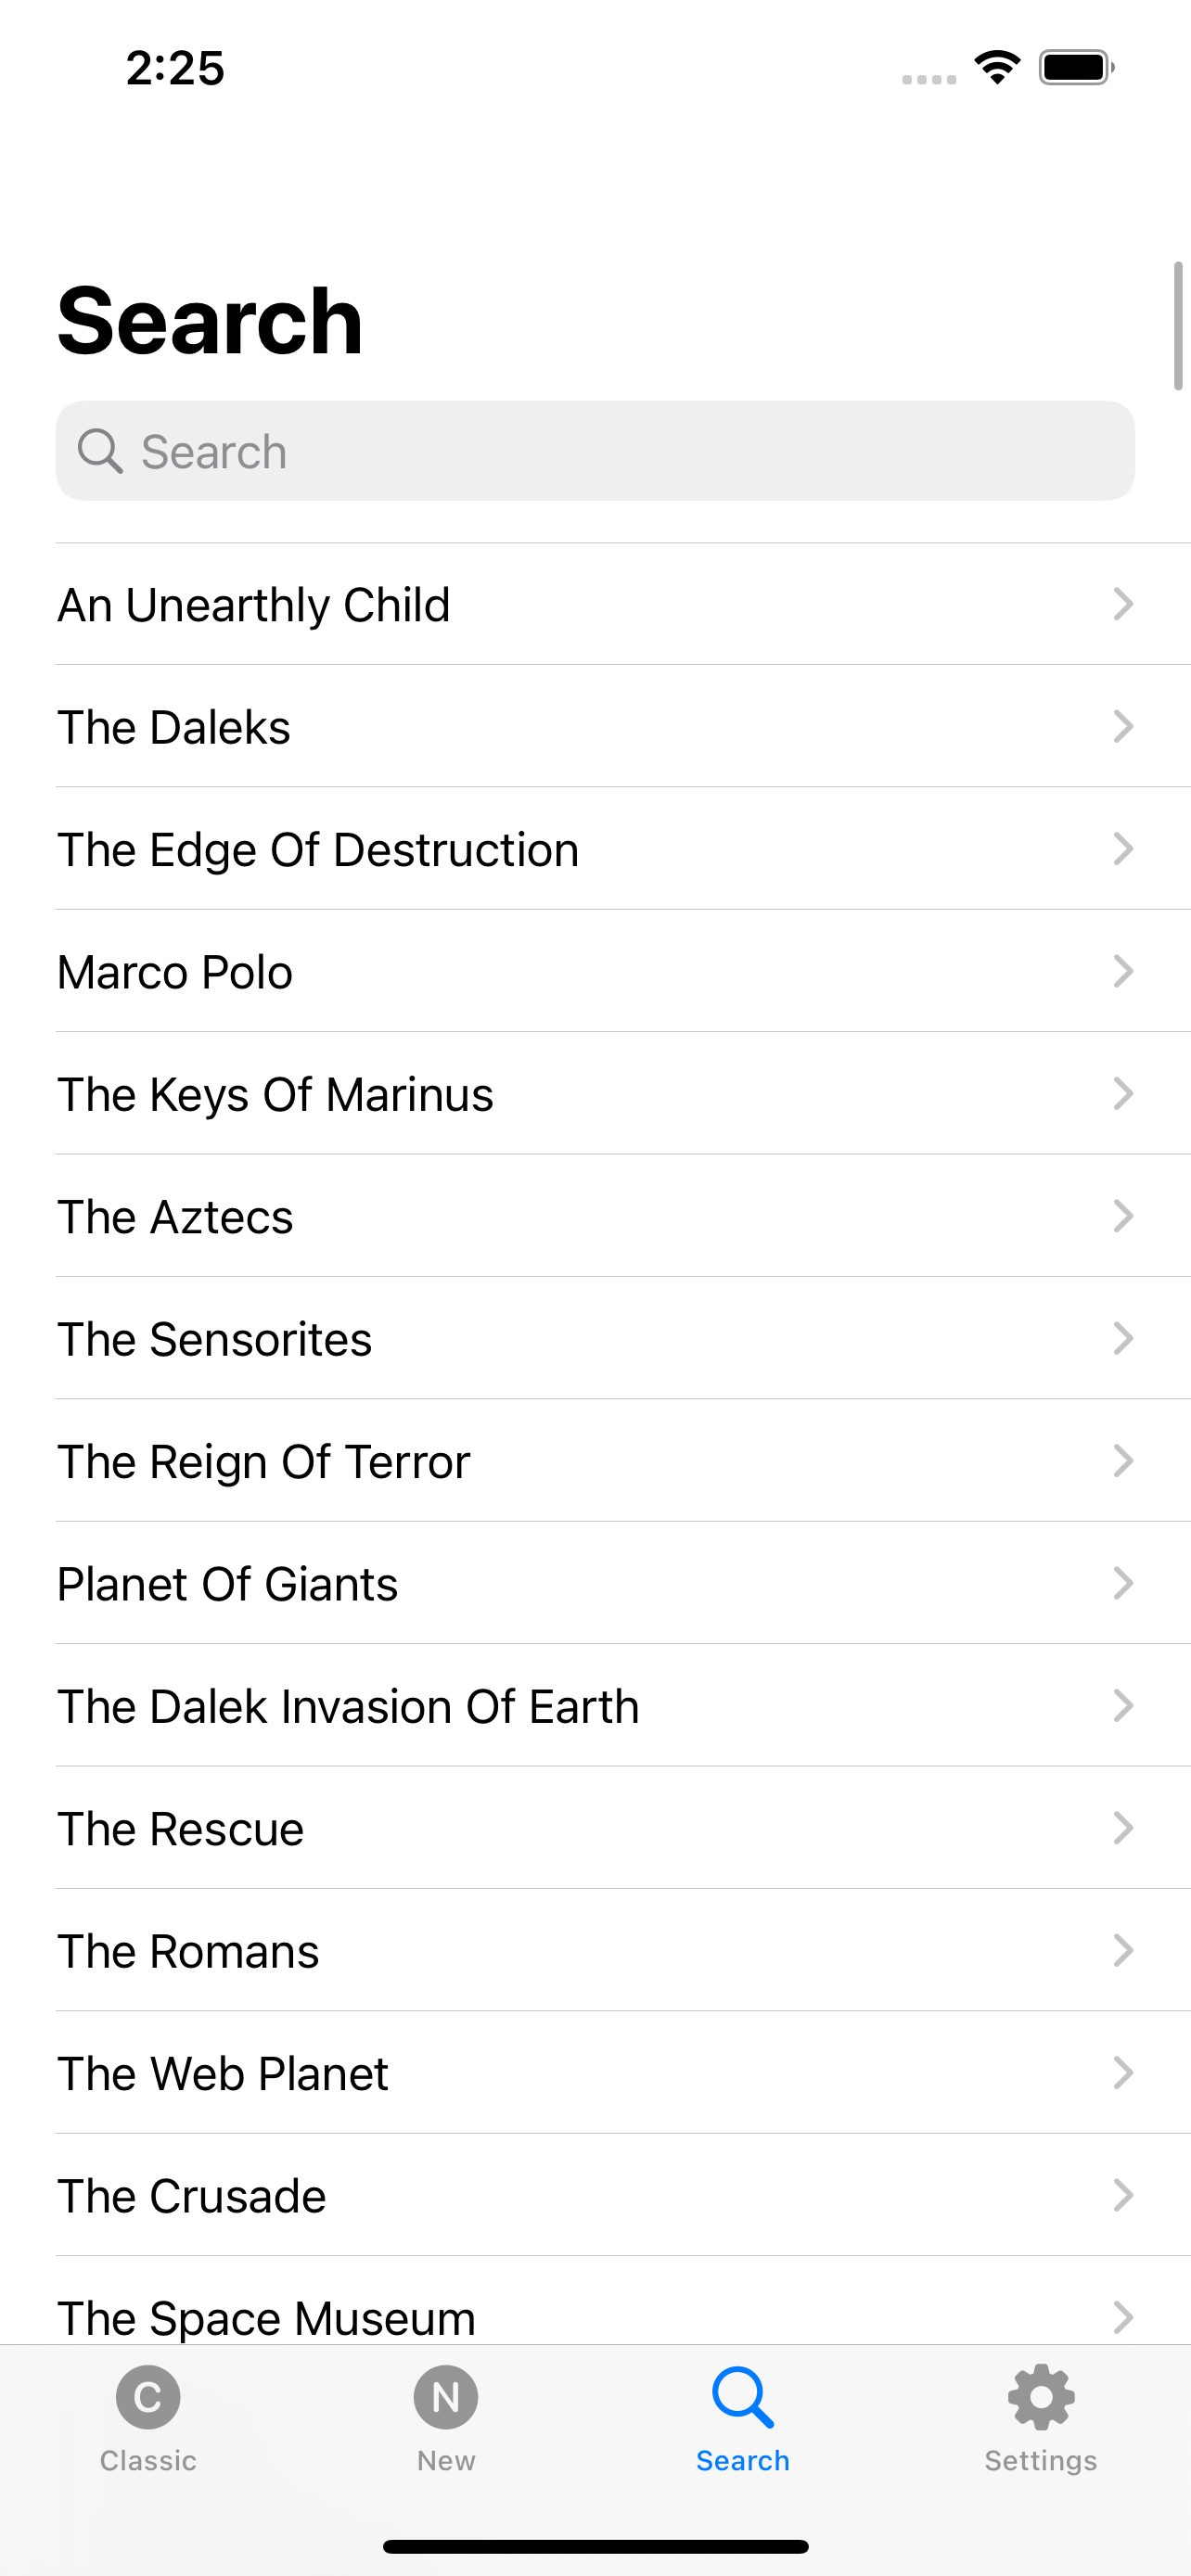 2:25
Search
Search
An Unearthly Child
The Daleks
The Edge Of Destruction
Marco Polo
The Keys Of Marinus
The Aztecs
The Sensorites
The Reign Of Terror
Planet Of Giants
The Dalek Invasion Of Earth
The Rescue
The Romans
The Web Planet
The Crusade
The Space Museum
C N
Classic New Search Settings